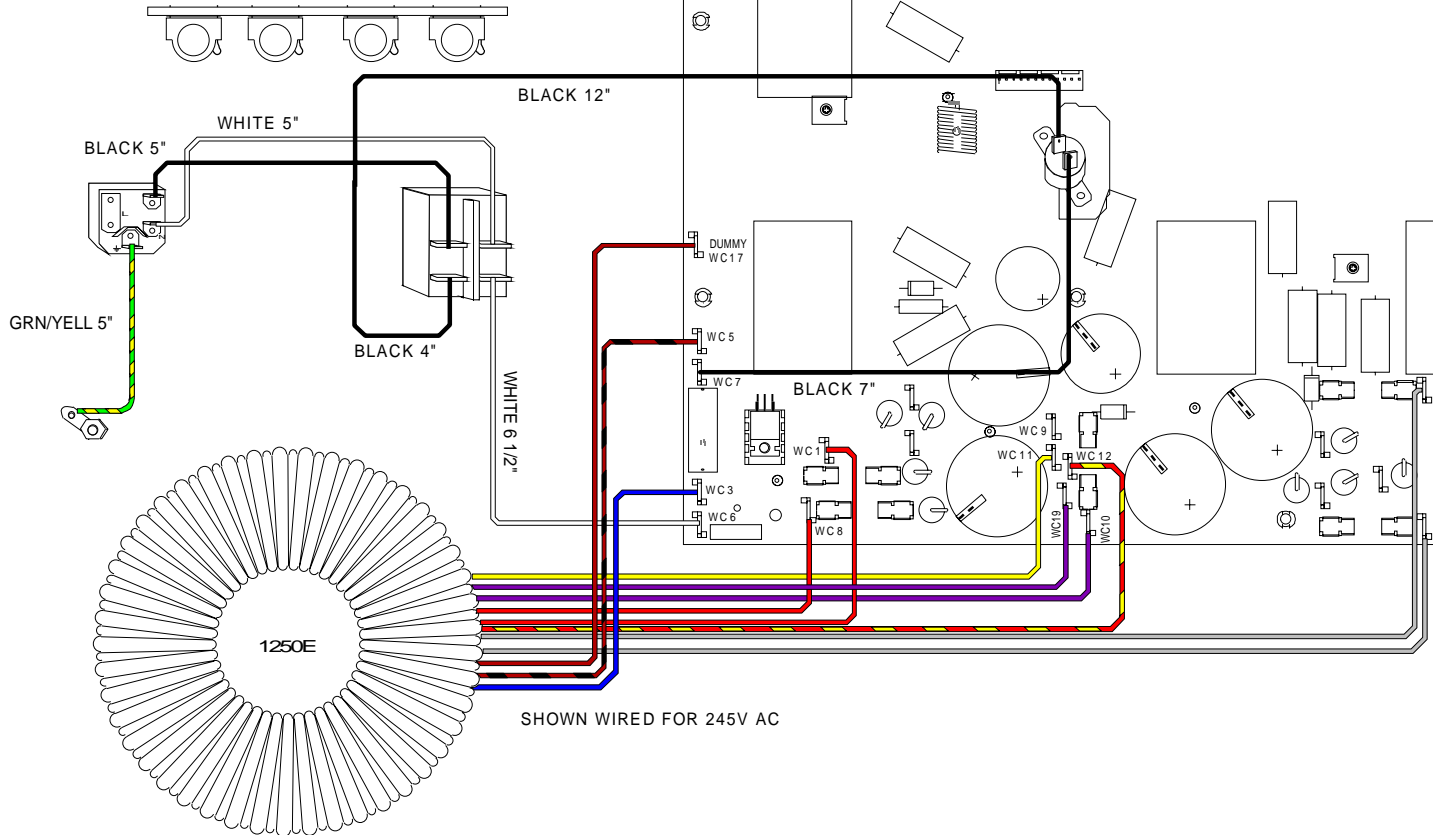 BLACK 12"
WHITE 5"
BLACK 5"
L
Z
GRN/YELL 5"
BLACK 4"
WHITE 6 1/2"
DUMMY
WC17
WC5
WC7
BLACK 7"
WC9
WC1
WC11
WC12
WC3
WC6
WC8
WC19
WC10
1250E
SHOWN WIRED FOR 245V AC